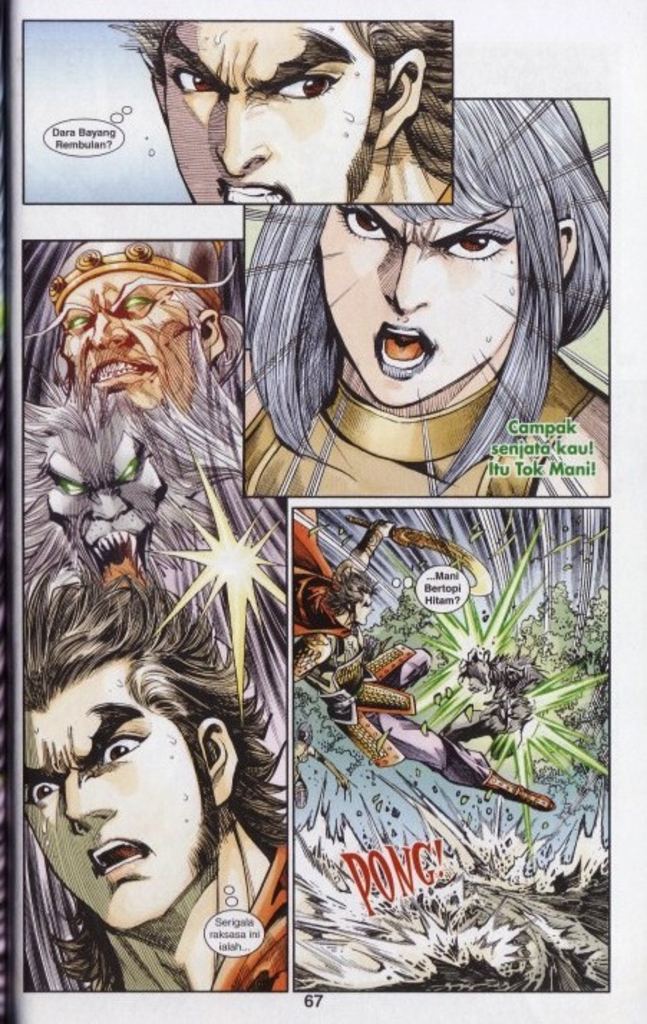 Dara Bayang
Rembulan?
Campak
senjata kau!
Itu Tok Mani!
Serigala
raksasa ini
ialah...
...Mani
Bertopi
Hitam?
PONG!
67